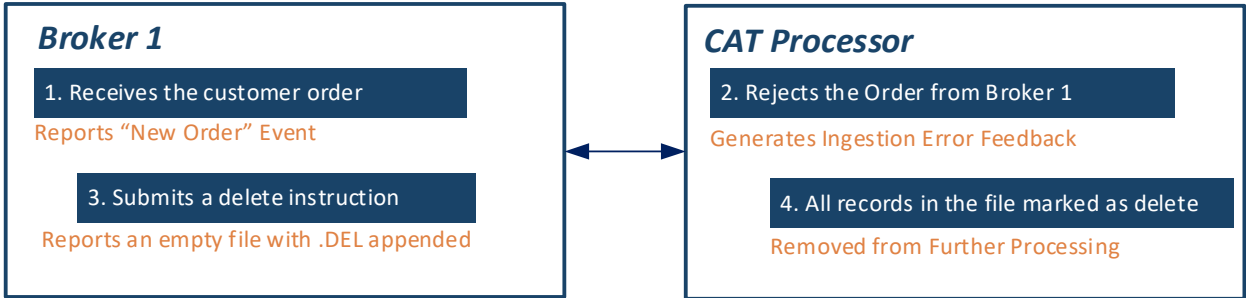 Broker 1
1. Receives the customer order
Reports “New Order” Event
3. Submits a delete instruction
Reports an empty file with .DEL appended
CAT Processor
2. Rejects the Order from Broker 1
Generates Ingestion Error Feedback
4. All records in the file marked as delete
Removed from Further Processing